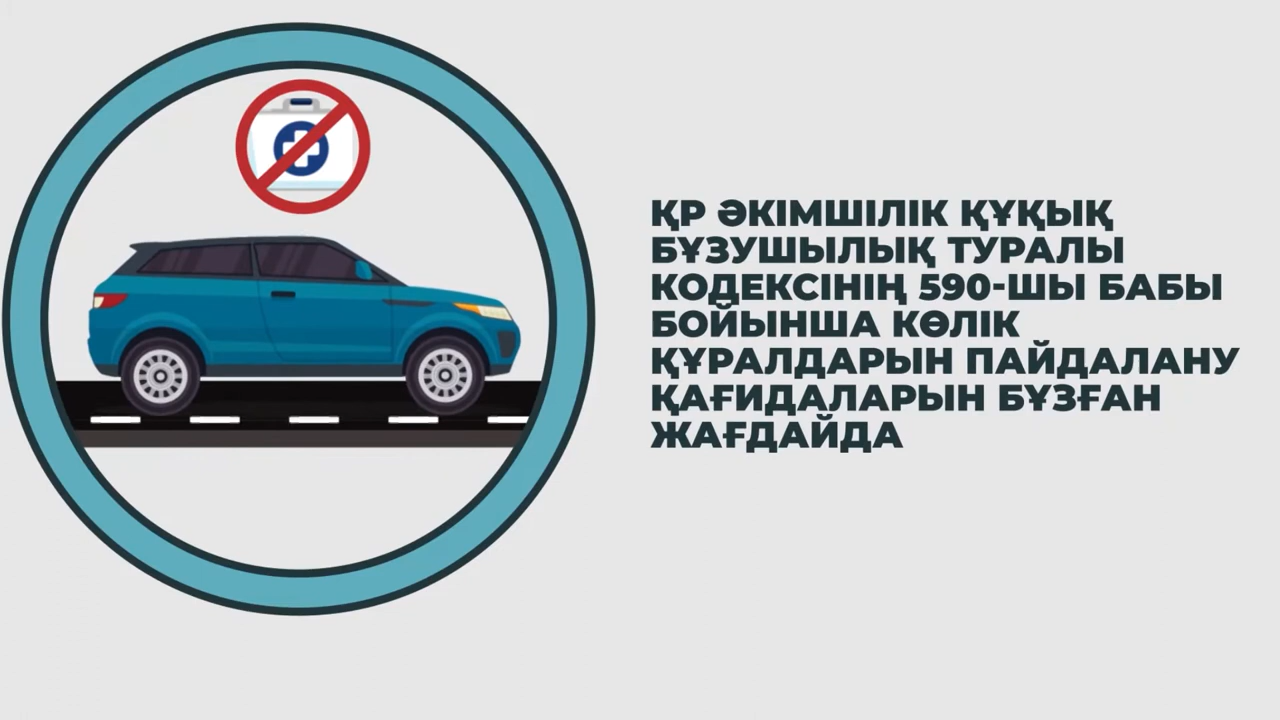 ҚР ӘКІМШІЛІК ҚҰҚЫҚ
БҰЗУШЫЛЫҚ ТУРАЛЫ
КОДЕКСІНІҢ 590-ШЫ БАБЫ
БОЙЫНША КӨЛІК
ҚҰРАЛДАРЫН ПАЙДАЛАНУ
ҚАҒИДАЛАРЫН БҰЗҒАН
ЖАҒДАЙДА